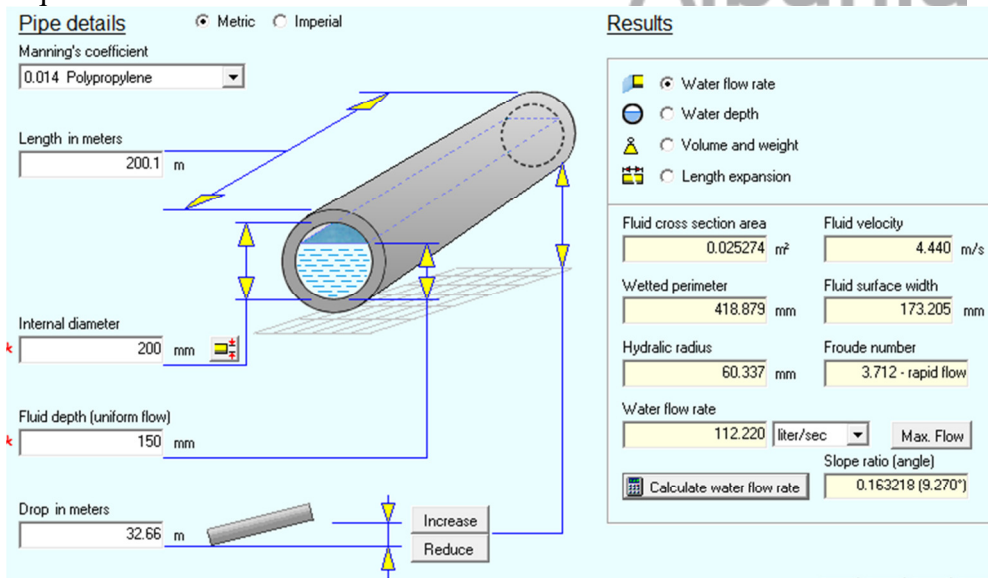 Pipe details
Metric
Imperial
Manning's coefficient
0.014 Polypropylene
Length in meters
200.1 m
Internal diameter
* 200 mm
Fluid depth (uniform flow)
* 150 mm
Drop in meters
32.66 m
Increase
Reduce
Results
Water flow rate
Water depth
Volume and weight
Length expansion
Fluid cross section area
0.025274 m²
Fluid velocity
4.440 m/s
Wetted perimeter
418.879 mm
Fluid surface width
173.205 mm
Hydralic radius
60.337 mm
Froude number
3.712 - rapid flow
Water flow rate
112.220 liter/sec
Max. Flow
Slope ratio (angle)
Calculate water flow rate
0.163218 (9.270°)